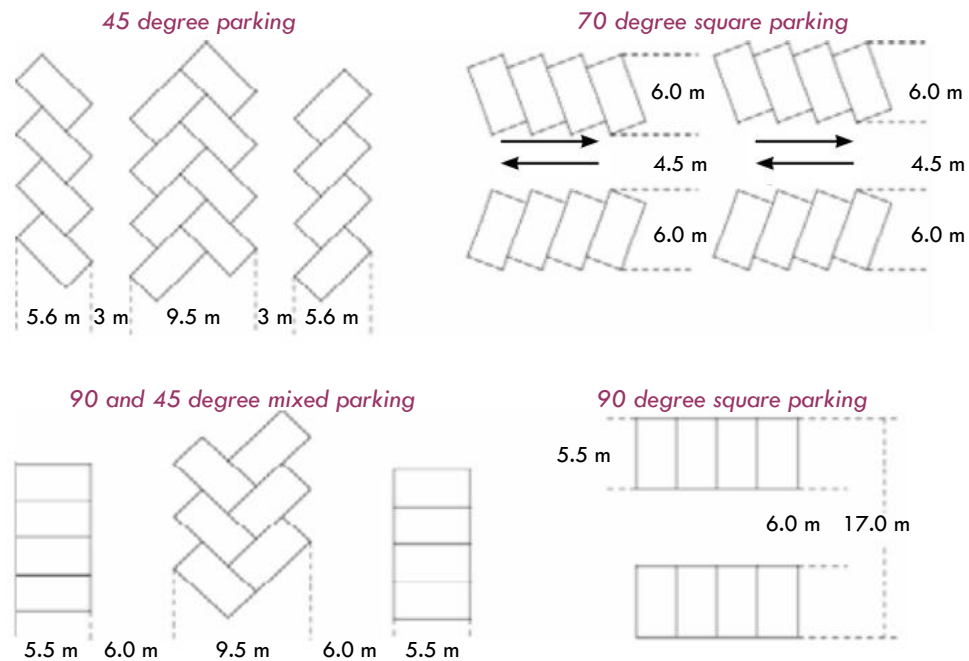 45 degree parking
5.6 m 3 m 9.5 m 3 m 5.6 m
70 degree square parking
6.0 m 6.0 m
4.5 m 4.5 m
6.0 m 6.0 m
90 and 45 degree mixed parking
5.5 m 6.0 m 9.5 m 6.0 m 5.5 m
90 degree square parking
5.5 m
6.0 m 17.0 m